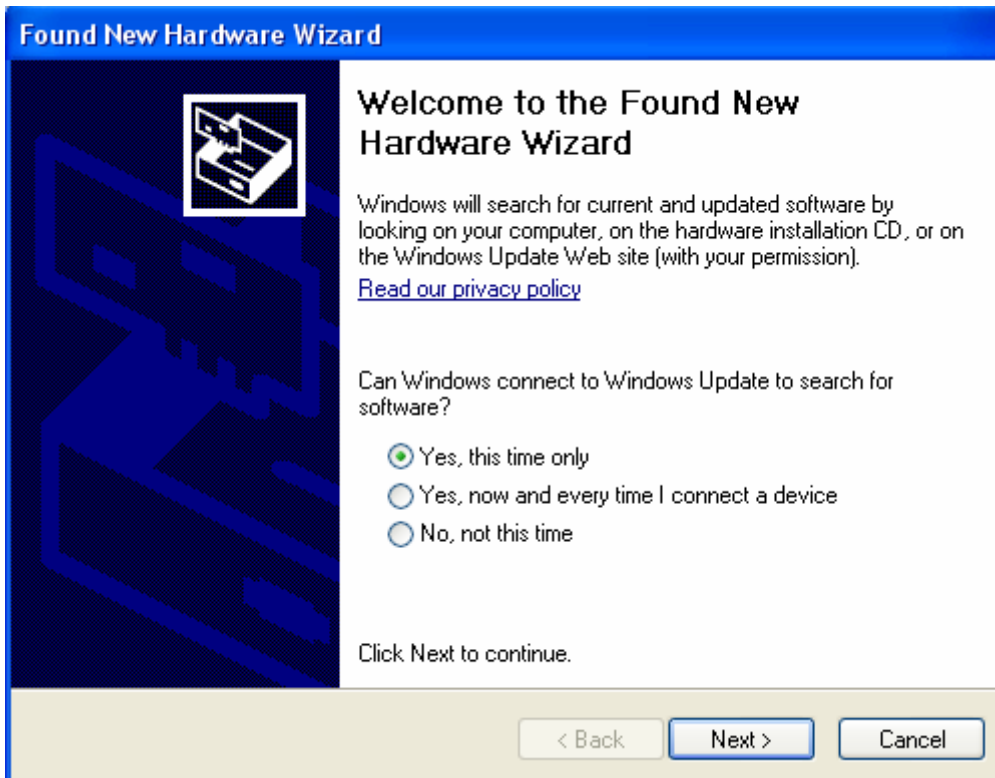 Found New Hardware Wizard
Welcome to the Found New
Hardware Wizard
Windows will search for current and updated software by
looking on your computer, on the hardware installation CD, or on
the Windows Update Web site (with your permission).
Read our privacy policy
Can Windows connect to Windows Update to search for
software?
Yes, this time only
Yes, now and every time I connect a device
No, not this time
Click Next to continue.
< Back Next > Cancel